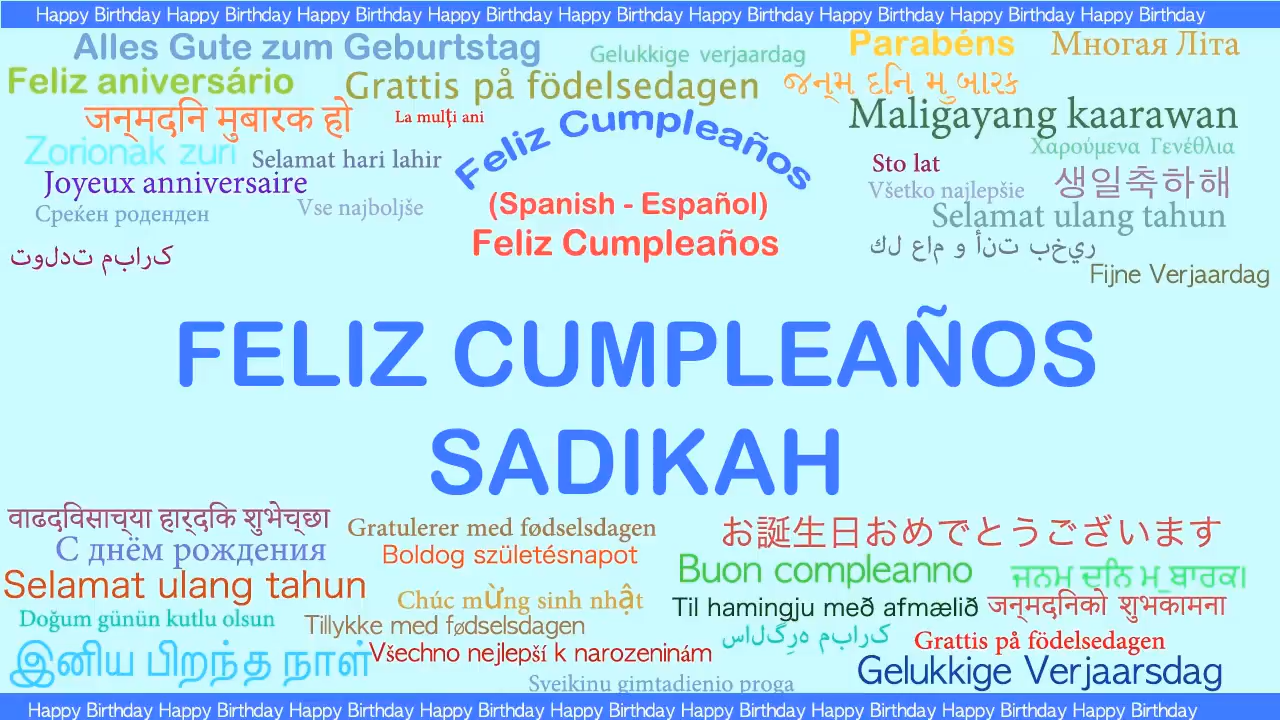 Happy Birthday Happy Birthday Happy Birthday Happy Birthday Happy Birthday Happy Birthday Happy Birthday Happy Birthday Happy Birthday
Alles Gute zum Geburtstag
Gelukkige verjaardag
Parabéns
Многая Літа
Feliz aniversário
Grattis på födelsedagen
જન્મ દિન મુબારક
जन्मदिन मुबारक हो
La mulţi ani
Feliz Cumpleaños
Maligayang kaarawan
Zorionak zuri
Selamat hari lahir
Χαρούμενα Γενέθλια
Sto lat
Joyeux anniversaire
(Spanish - Español)
Všetko najlepšie
생일축하해
Среќен роденден
Vse najboljše
Selamat ulang tahun
Feliz Cumpleaños
تولدت مبارک
كل عام و أنت بخير
Fijne Verjaardag
FELIZ CUMPLEAÑOS
SADIKAH
वाढदिवसाच्या हार्दिक शुभेच्छा
Gratulerer med fødselsdagen
お誕生日おめでとうございます
С днём рождения
Boldog születésnapot
Buon compleanno
ਜਨਮ ਦਿਨ ਮੁਬਾਰਕ।
Selamat ulang tahun
Chúc mừng sinh nhật
Til hamingju með afmælið
जन्मदिनको शुभकामना
Doğum günün kutlu olsun
Tillykke med fødselsdagen
سالگرہ مبارک
Grattis på födelsedagen
இனிய பிறந்த நாள்
Všechno nejlepší k narozeninám
Gelukkige Verjaarsdag
Sveikinu gimtadienio proga
Happy Birthday Happy Birthday Happy Birthday Happy Birthday Happy Birthday Happy Birthday Happy Birthday Happy Birthday Happy Birthday